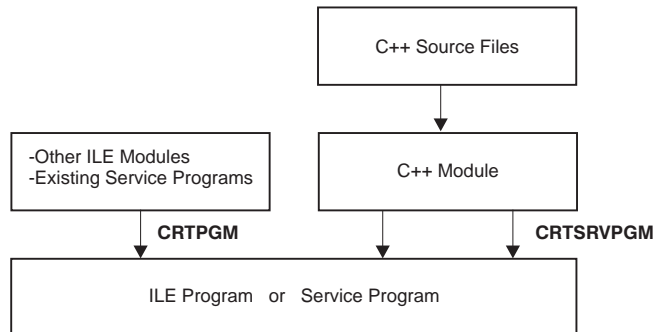 C++ Source Files
-Other ILE Modules
-Existing Service Programs
C++ Module
CRTPGM
CRTSRVPGM
ILE Program or Service Program